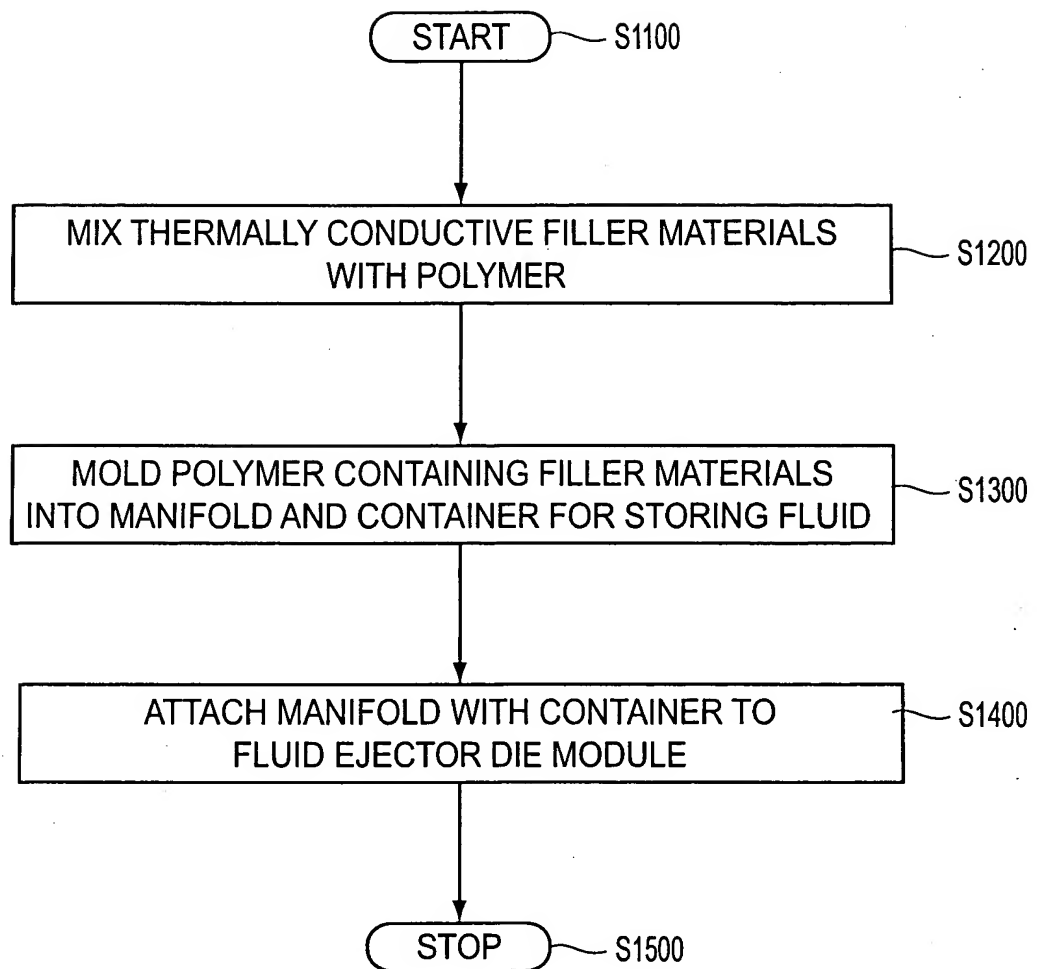 START
S1100
MIX THERMALLY CONDUCTIVE FILLER MATERIALS
WITH POLYMER
S1200
MOLD POLYMER CONTAINING FILLER MATERIALS
INTO MANIFOLD AND CONTAINER FOR STORING FLUID
S1300
ATTACH MANIFOLD WITH CONTAINER TO
FLUID EJECTOR DIE MODULE
S1400
STOP
S1500